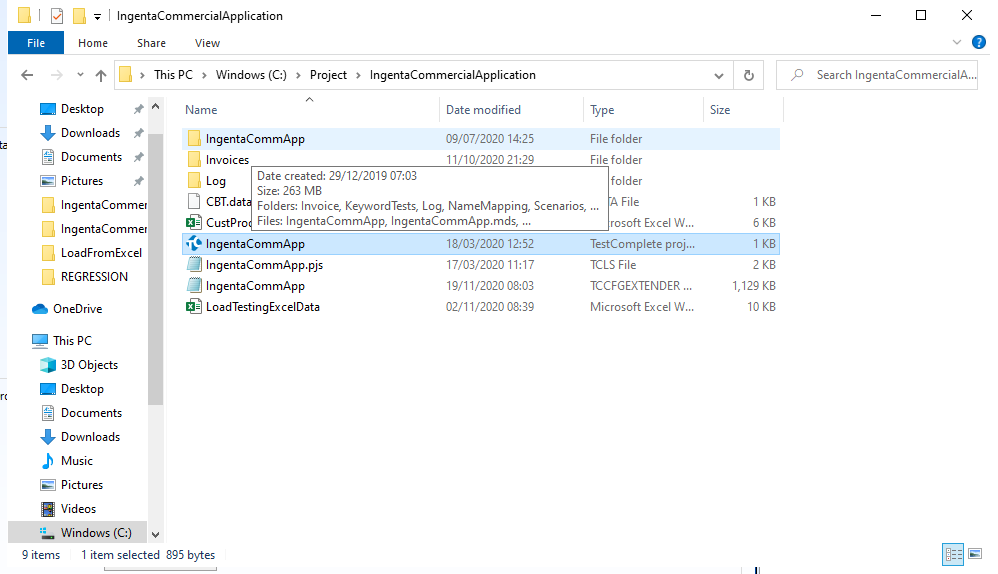 IngentaCommercialApplication
File Home Share View
This PC Windows (C:) Project IngentaCommercialApplication Search IngentaCommercialA...
Name Date modified Type Size
Desktop
Downloads
Documents
Pictures
IngentaCommer
IngentaCommer
LoadFromExcel
REGRESSION
OneDrive
This PC
3D Objects
Desktop
Documents
Downloads
Music
Pictures
Videos
Windows (C:)
IngentaCommApp 09/07/2020 14:25 File folder
Invoices 11/10/2020 21:29 File folder
Log folder
CBT.data TA File 1 KB
CustProd rosoft Excel W... 6 KB
Date created: 29/12/2019 07:03
Size: 263 MB
Folders: Invoice, KeywordTests, Log, NameMapping, Scenarios, ...
Files: IngentaCommApp, IngentaCommApp.mds, ...
IngentaCommApp 18/03/2020 12:52 TestComplete proj... 1 KB
IngentaCommApp.pjs 17/03/2020 11:17 TCLS File 2 KB
IngentaCommApp 19/11/2020 08:03 TCCFGEXTENDER ... 1,129 KB
LoadTestingExcelData 02/11/2020 08:39 Microsoft Excel W... 10 KB
9 items 1 item selected 895 bytes